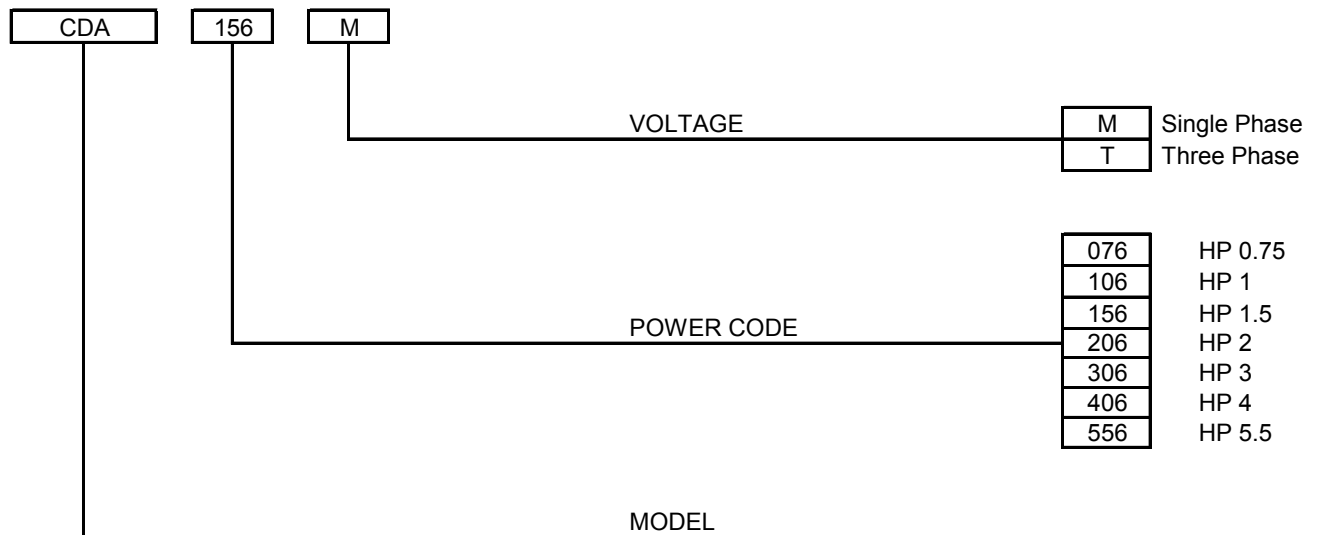 CDA 156 M
VOLTAGE M Single Phase
T Three Phase
076 HP 0.75
106 HP 1
156 HP 1.5
POWER CODE 206 HP 2
306 HP 3
406 HP 4
556 HP 5.5
MODEL